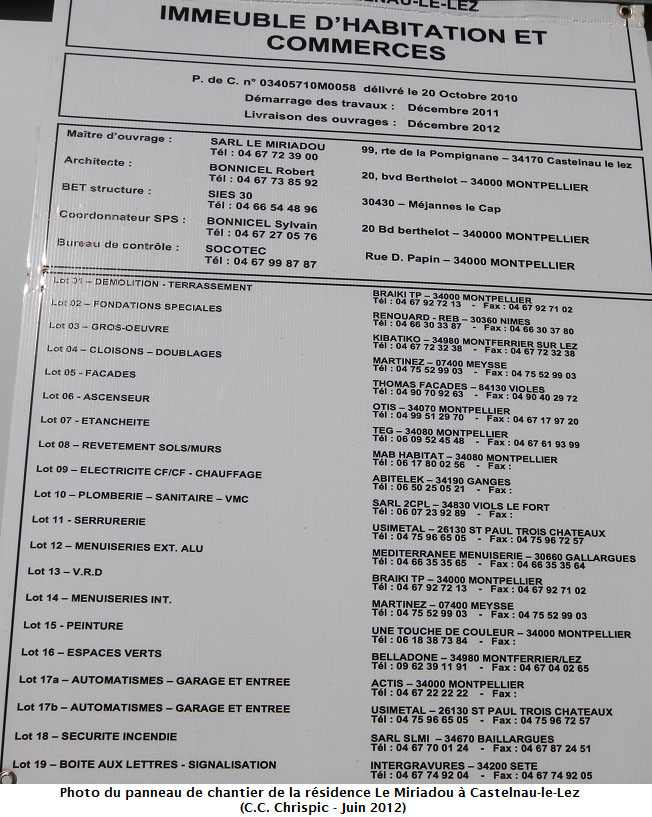 NAU-LE-LEZ
IMMEUBLE D'HABITATION ET
COMMERCES
P. de C. n° 03405710M0058 délivré le 20 Octobre 2010
Démarrage des travaux : Décembre 2011
Livraison des ouvrages : Décembre 2012
Maître d'ouvrage : SARL LE MIRIADOU 99, rte de la Pompignane – 34170 Castelnau le lez
Tél : 04 67 72 39 00
Architecte : BONNICEL Robert 20, bvd Berthelot – 34000 MONTPELLIER
Tél : 04 67 73 85 92
BET structure : SIES 30 30430 – Méjannes le Cap
Tél : 04 66 54 48 96
Coordonnateur SPS : BONNICEL Sylvain 20 Bd berthelot – 340000 MONTPELLIER
Tél : 04 67 27 05 76
Bureau de contrôle : SOCOTEC Rue D. Papin – 34000 MONTPELLIER
Tél : 04 67 99 87 87
Lot 01 – DEMOLITION - TERRASSEMENT BRAIKI TP – 34000 MONTPELLIER
Tél : 04 67 92 72 13 - Fax : 04 67 92 71 02
Lot 02 – FONDATIONS SPECIALES RENOUARD - REB – 30360 NIMES
Tél : 04 66 30 33 87 - Fax : 04 66 30 37 80
Lot 03 – GROS-OEUVRE KIBATIKO – 34980 MONTFERRIER SUR LEZ
Tél : 04 67 72 32 38 - Fax : 04 67 72 32 38
Lot 04 – CLOISONS – DOUBLAGES MARTINEZ – 07400 MEYSSE
Tél : 04 75 52 99 03 - Fax : 04 75 52 99 03
Lot 05 - FACADES THOMAS FACADES – 84130 VIOLES
Tél : 04 90 70 92 63 - Fax : 04 90 40 29 72
Lot 06 - ASCENSEUR OTIS – 34070 MONTPELLIER
Tél : 04 99 51 29 70 - Fax : 04 67 17 97 20
Lot 07 - ETANCHEITE TEG – 34080 MONTPELLIER
Tél : 06 09 52 45 48 - Fax : 04 67 61 93 99
Lot 08 – REVETEMENT SOLS/MURS MAB HABITAT – 34080 MONTPELLIER
Tél : 06 17 80 02 56 - Fax :
Lot 09 – ELECTRICITE CF/CF - CHAUFFAGE ABITELEK – 34190 GANGES
Tél : 06 50 25 05 21 - Fax :
Lot 10 – PLOMBERIE – SANITAIRE – VMC SARL 2CPL – 34830 VIOLS LE FORT
Tél : 06 07 23 92 89 - Fax :
Lot 11 - SERRURERIE USIMETAL – 26130 ST PAUL TROIS CHATEAUX
Tél : 04 75 96 65 05 - Fax : 04 75 96 72 57
Lot 12 – MENUISERIES EXT. ALU MEDITERRANEE MENUISERIE – 30660 GALLARGUES
Tél : 04 66 35 35 65 - Fax : 04 66 35 35 64
Lot 13 – V.R.D BRAIKI TP – 34000 MONTPELLIER
Tél : 04 67 92 72 13 - Fax : 04 67 92 71 02
Lot 14 – MENUISERIES INT. MARTINEZ – 07400 MEYSSE
Tél : 04 75 52 99 03 - Fax : 04 75 52 99 03
Lot 15 - PEINTURE UNE TOUCHE DE COULEUR – 34000 MONTPELLIER
Tél : 06 18 38 73 84 - Fax :
Lot 16 – ESPACES VERTS BELLADONE – 34980 MONTFERRIER/LEZ
Tél : 09 62 39 11 91 - Fax : 04 67 04 02 65
Lot 17a – AUTOMATISMES – GARAGE ET ENTREE ACTIS – 34000 MONTPELLIER
Tél : 04 67 22 22 22 - Fax :
Lot 17b – AUTOMATISMES – GARAGE ET ENTREE USIMETAL – 26130 ST PAUL TROIS CHATEAUX
Tél : 04 75 96 65 05 - Fax : 04 75 96 72 57
Lot 18 – SECURITE INCENDIE SARL SLMI – 34670 BAILLARGUES
Tél : 04 67 70 01 24 - Fax : 04 67 87 24 51
Lot 19 – BOITE AUX LETTRES - SIGNALISATION INTERGRAVURES – 34200 SETE
Tél : 04 67 74 92 04 - Fax : 04 67 74 92 05
Photo du panneau de chantier de la résidence Le Miriadou à Castelnau-le-Lez
(C.C. Chrispic - Juin 2012)